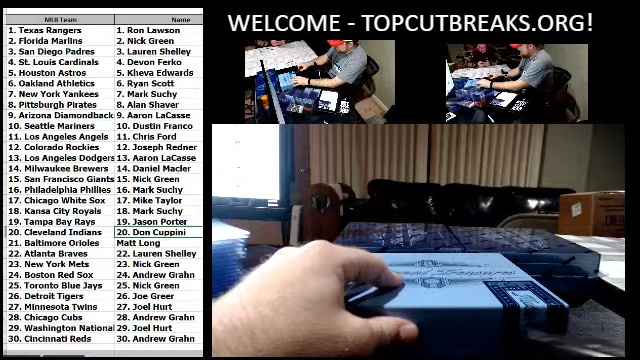 WELCOME - TOPCUTBREAKS.ORG!
MLB Team Name
1. Texas Rangers 1. Ron Lawson
2. Florida Marlins 2. Nick Green
3. San Diego Padres 3. Lauren Shelley
4. St. Louis Cardinals 4. Devon Ferko
5. Houston Astros 5. Kheva Edwards
6. Oakland Athletics 6. Ryan Scott
7. New York Yankees 7. Mark Suchy
8. Pittsburgh Pirates 8. Alan Shaver
9. Arizona Diamondback 9. Aaron LaCasse
10. Seattle Mariners 10. Dustin Franco
11. Los Angeles Angels 11. Chris Ford
12. Colorado Rockies 12. Joseph Redner
13. Los Angeles Dodgers 13. Aaron LaCasse
14. Milwaukee Brewers 14. Daniel Macler
15. San Francisco Giants 15. Nick Green
16. Philadelphia Phillies 16. Mark Suchy
17. Chicago White Sox 17. Mike Taylor
18. Kansa City Royals 18. Mark Suchy
19. Tampa Bay Rays 19. Jason Porter
20. Cleveland Indians 20. Don Cuppini
21. Baltimore Orioles Matt Long
22. Atlanta Braves 22. Lauren Shelley
23. New York Mets 23. Nick Green
24. Boston Red Sox 24. Andrew Grahn
25. Toronto Blue Jays 25. Nick Green
26. Detroit Tigers 26. Joe Greer
27. Minnesota Twins 27. Joel Hurt
28. Chicago Cubs 28. Andrew Grahn
29. Washington National 29. Joel Hurt
30. Cincinnati Reds 30. Andrew Grahn